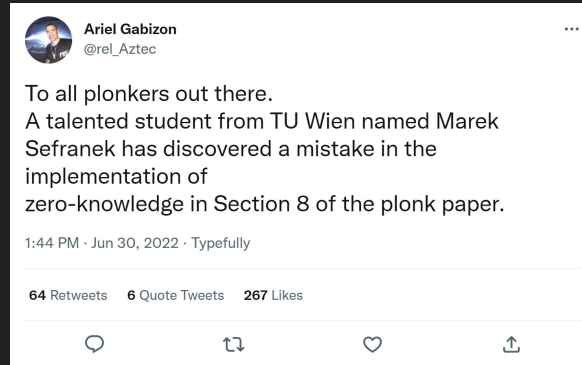 Ariel Gabizon
@rel_Aztec
To all plonkers out there.
A talented student from TU Wien named Marek
Sefranek has discovered a mistake in the
implementation of
zero-knowledge in Section 8 of the plonk paper.
1:44 PM · Jun 30, 2022 · Typefully
64 Retweets 6 Quote Tweets 267 Likes